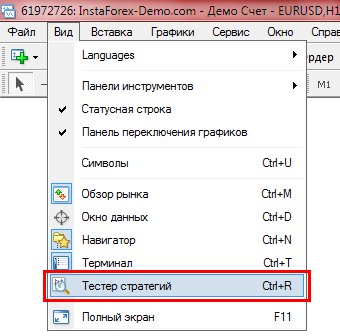 61972726: InstaForex-Demo.com - Демо Счет - EURUSD,H1
Файл Вид Вставка Графики Сервис Окно
Languages
Панели инструментов
Статусная строка
Панель переключения графиков
M1
Символы Ctrl+U
Обзор рынка Ctrl+M
Окно данных Ctrl+D
Навигатор Ctrl+N
Терминал Ctrl+T
Тестер стратегий Ctrl+R
Полный экран F11